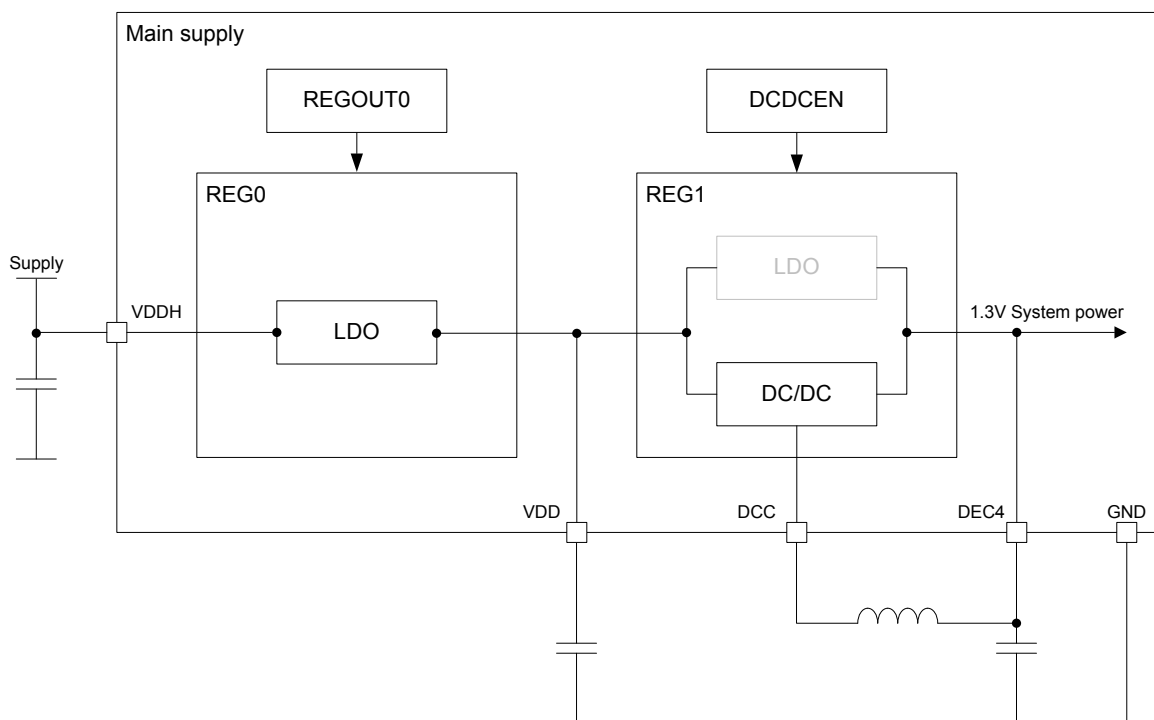 Main supply
REGOUT0
DCDCEN
REG0
REG1
LDO
Supply
VDDH
LDO
1.3V System power
DC/DC
VDD
DCC
DEC4
GND